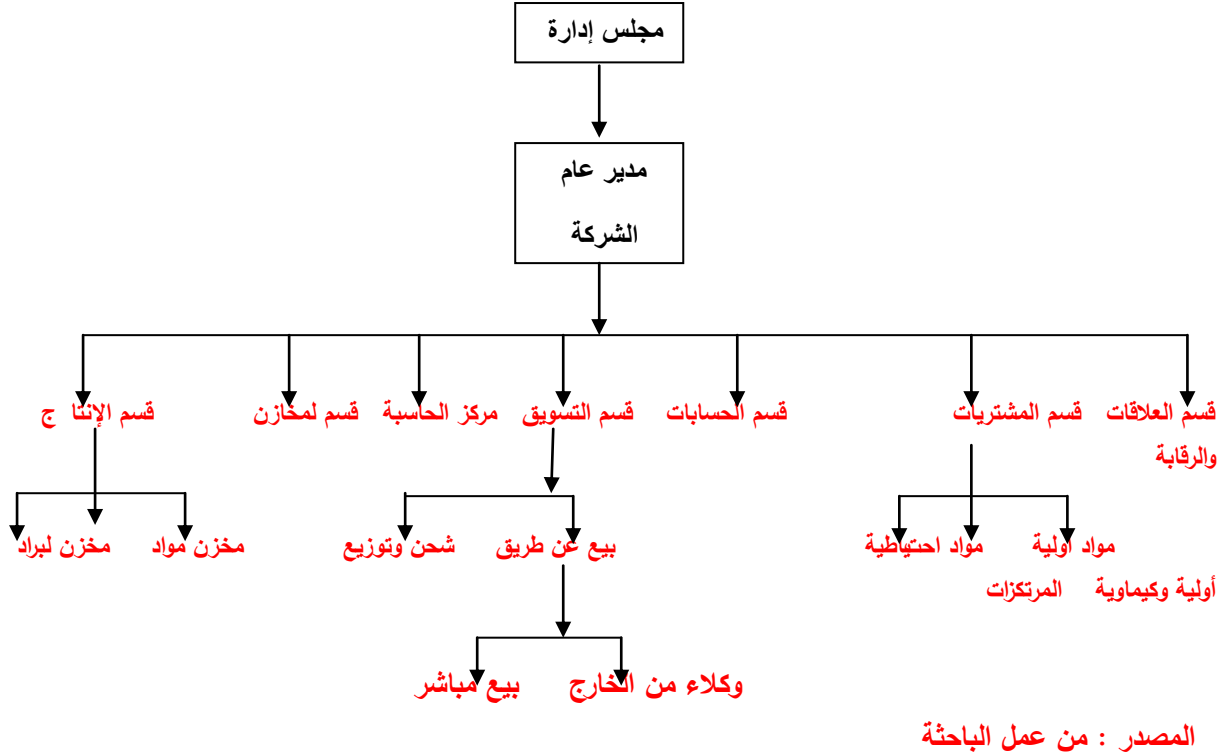 مجلس إدارة
مدير عام
الشركة
قسم العلاقات قسم المشتريات قسم الحسابات قسم التسويق مركز الحاسبة قسم لمخازن قسم الإنتا ج
والرقابة
مواد اولية مواد احتياطية بيع عن طريق شحن وتوزيع مخزن مواد مخزن لبراد
أولية وكيماوية المرتكزات
وكلاء من الخارج بيع مباشر
المصدر : من عمل الباحثة